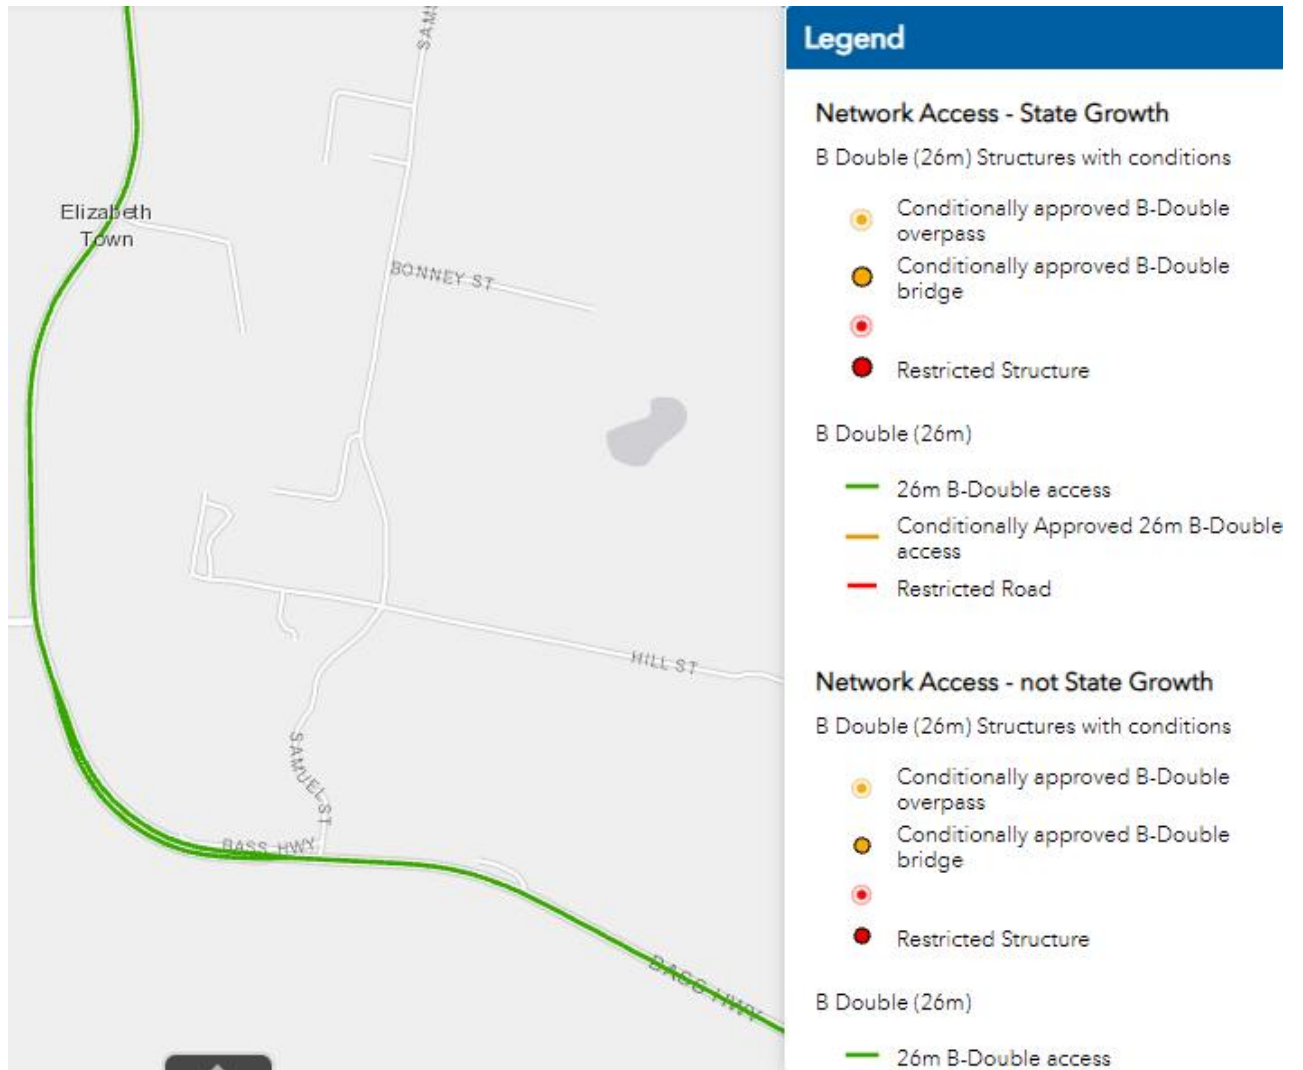 SAMU
Elizabeth
Town
BONNEY ST
HILL ST
SAMUEL ST
BASS HWY
BASS HWY
Legend
Network Access - State Growth
B Double (26m) Structures with conditions
Conditionally approved B-Double
overpass
Conditionally approved B-Double
bridge
Restricted Structure
B Double (26m)
26m B-Double access
Conditionally Approved 26m B-Double
access
Restricted Road
Network Access - not State Growth
B Double (26m) Structures with conditions
Conditionally approved B-Double
overpass
Conditionally approved B-Double
bridge
Restricted Structure
B Double (26m)
26m B-Double access